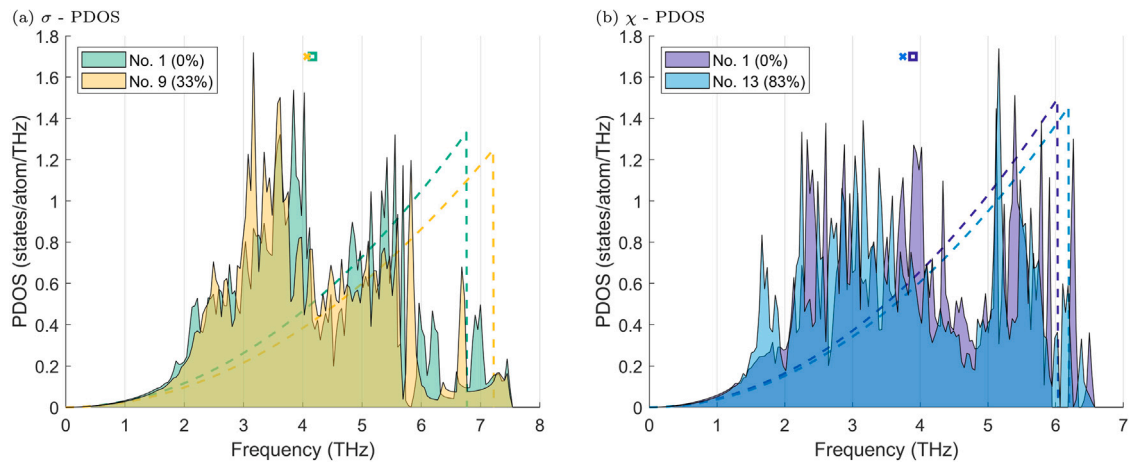 (a) σ - PDOS
1.8
1.6
1.4
1.2
1
0.8
0.6
0.4
0.2
0
PDOS (states/atom/THz)
No. 1 (0%)
No. 9 (33%)
0 1 2 3 4 5 6 7 8
Frequency (THz)
(b) χ - PDOS
1.8
1.6
1.4
1.2
1
0.8
0.6
0.4
0.2
0
PDOS (states/atom/THz)
No. 1 (0%)
No. 13 (83%)
0 1 2 3 4 5 6 7
Frequency (THz)